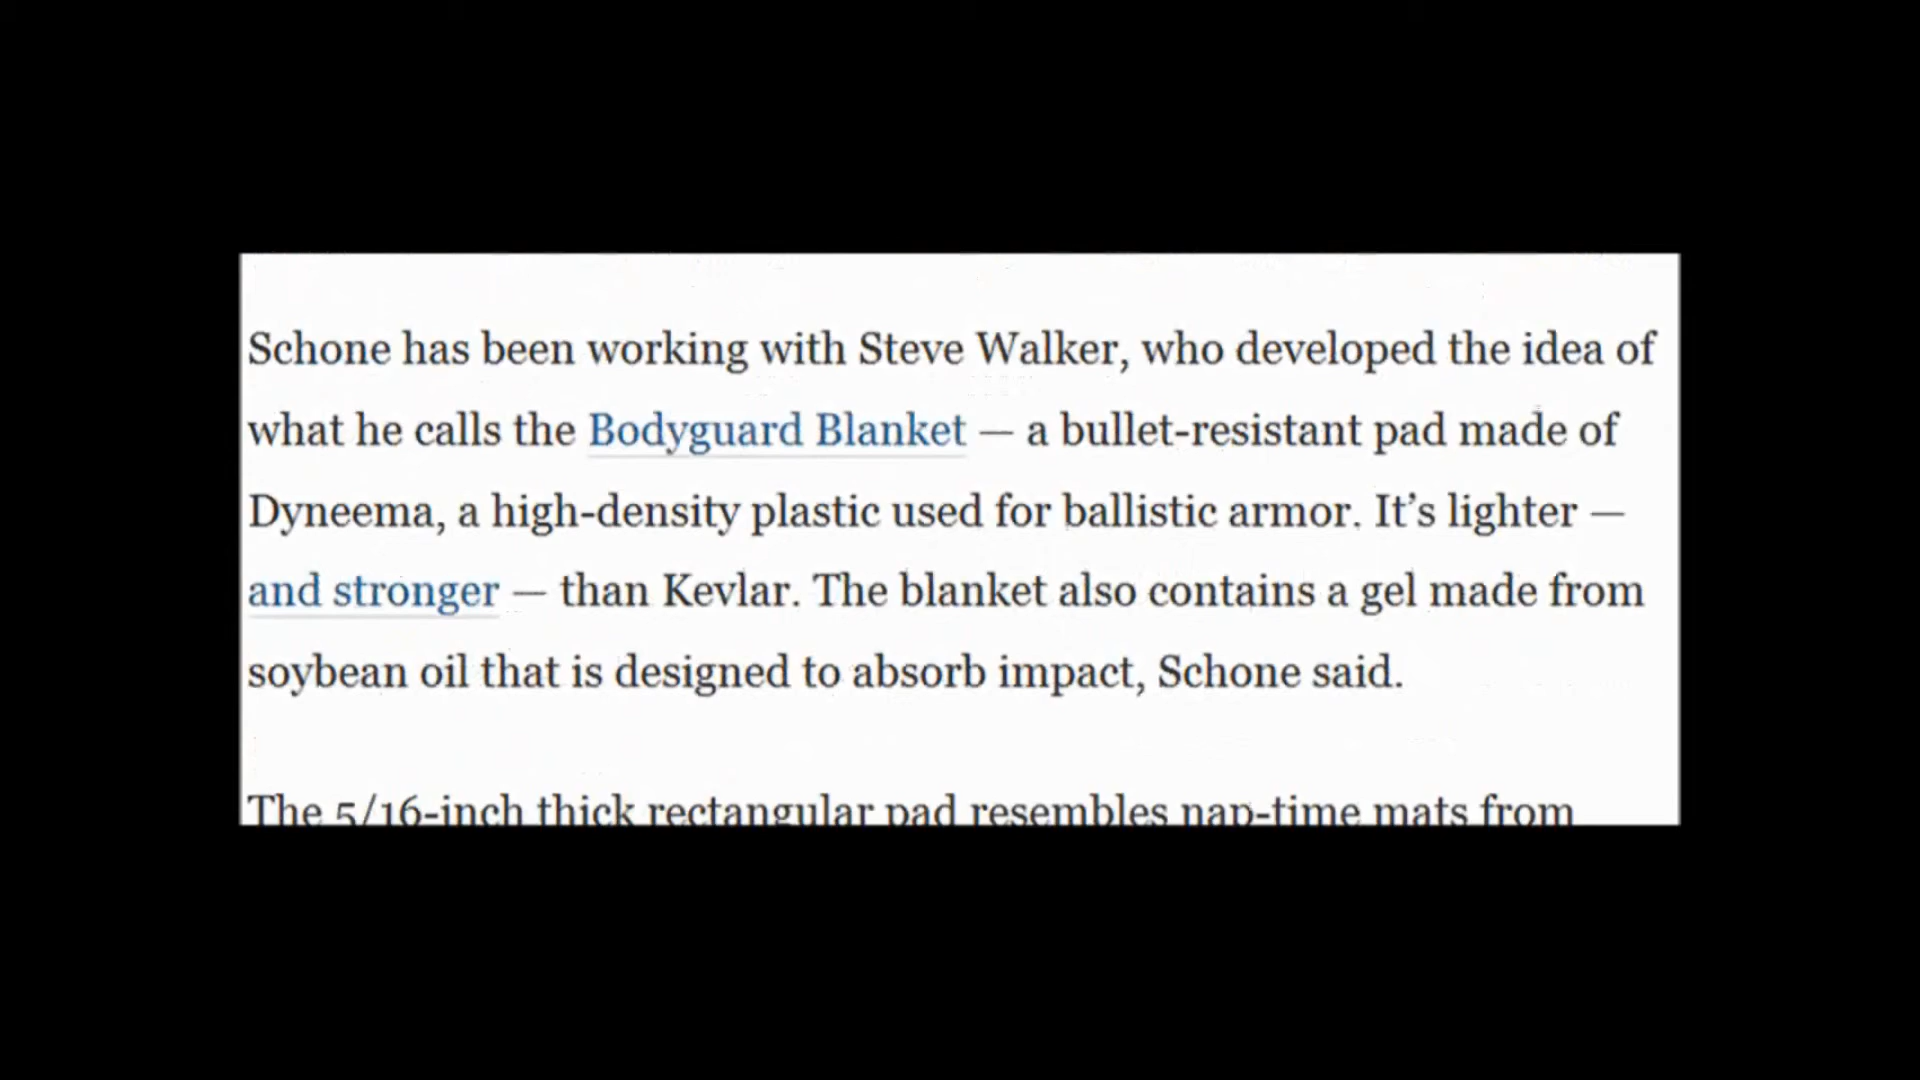 Schone has been working with Steve Walker, who developed the idea of
what he calls the Bodyguard Blanket — a bullet-resistant pad made of
Dyneema, a high-density plastic used for ballistic armor. It’s lighter —
and stronger — than Kevlar. The blanket also contains a gel made from
soybean oil that is designed to absorb impact, Schone said.
The 5/16-inch thick rectangular pad resembles nap-time mats from